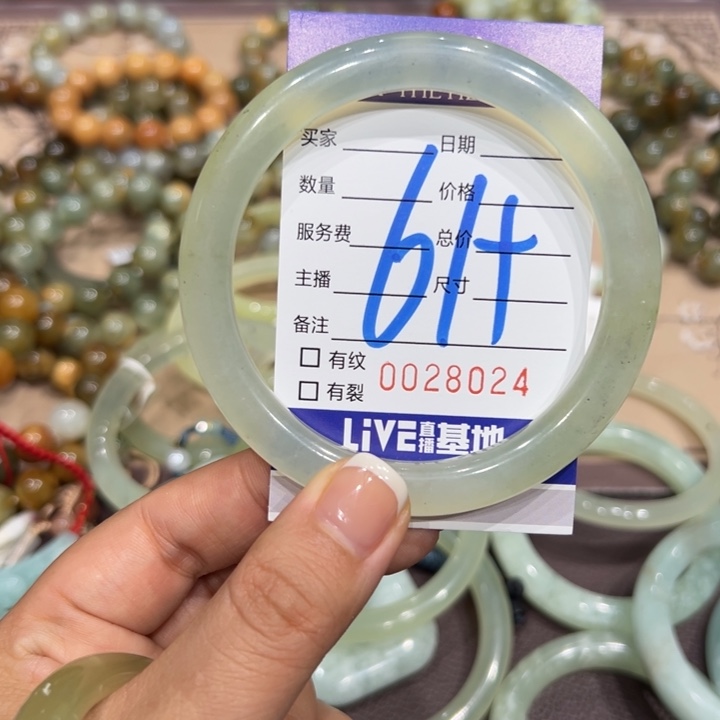 买家 日期
数量 价格
服务费 总价
主播 尺寸
备注
61+
有纹
有裂
0028024
LiVE直播基地